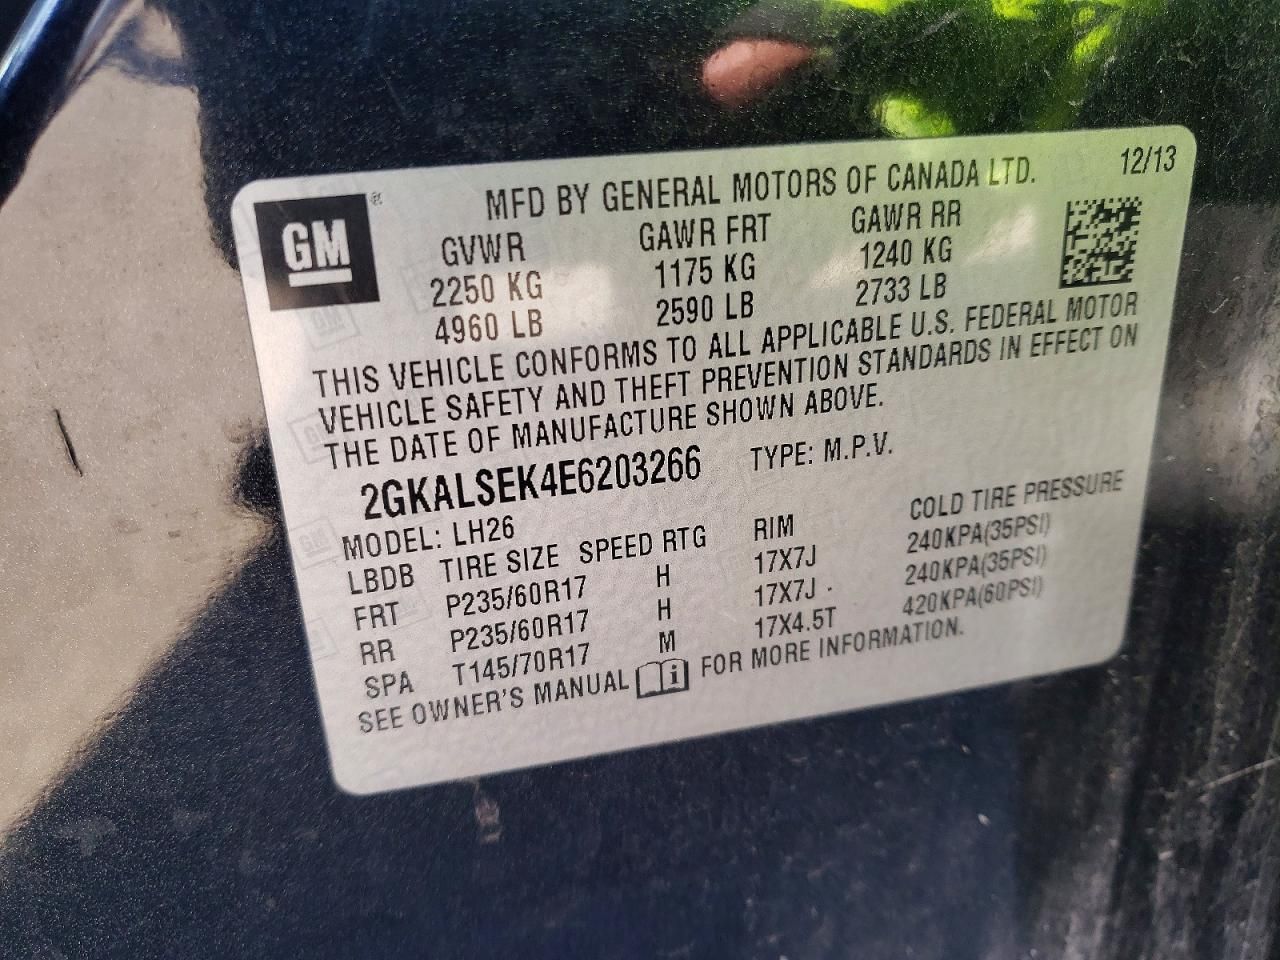 MFD BY GENERAL MOTORS OF CANADA LTD. 12/13
GM ®
GVWR GAWR FRT GAWR RR
2250 KG 1175 KG 1240 KG
4960 LB 2590 LB 2733 LB
THIS VEHICLE CONFORMS TO ALL APPLICABLE U.S. FEDERAL MOTOR
VEHICLE SAFETY AND THEFT PREVENTION STANDARDS IN EFFECT ON
THE DATE OF MANUFACTURE SHOWN ABOVE.
2GKALSEK4E6203266 TYPE: M.P.V.
MODEL: LH26
LBDB TIRE SIZE SPEED RTG RIM COLD TIRE PRESSURE
FRT P235/60R17 H 17X7J 240KPA(35PSI)
RR P235/60R17 H 17X7J 240KPA(35PSI)
SPA T145/70R17 M 17X4.5T 420KPA(60PSI)
SEE OWNER'S MANUAL i FOR MORE INFORMATION.